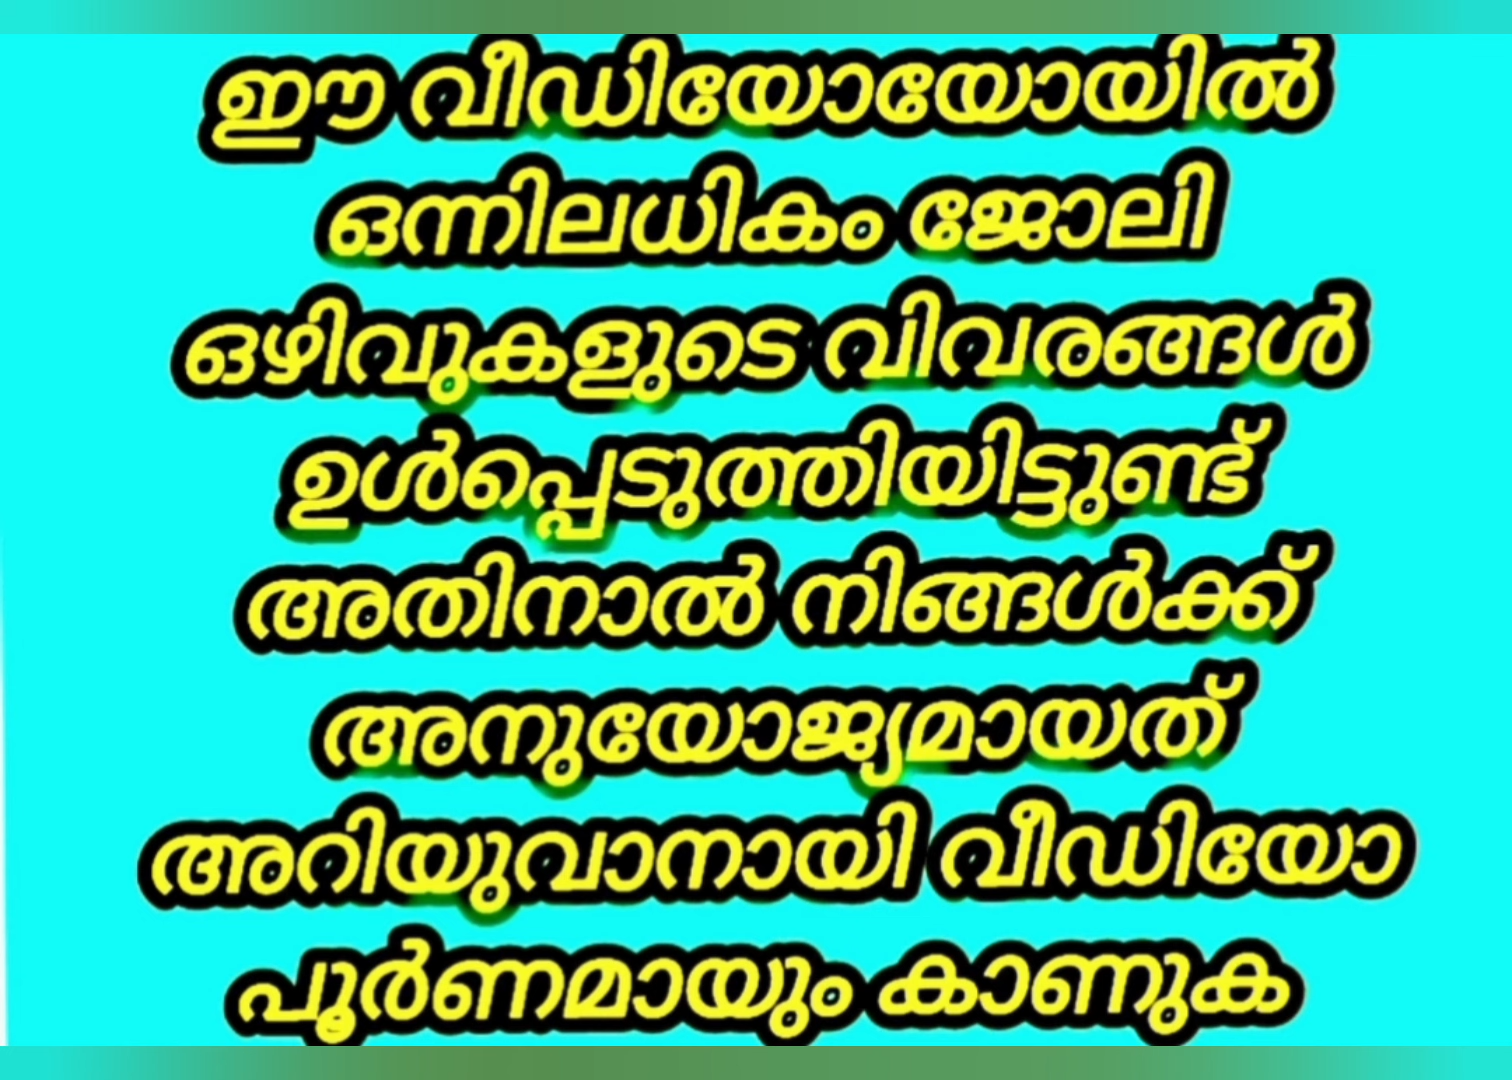 ഈ വീഡിയോയോയിൽ
ഒന്നിലധികം ജോലി
ഒഴിവുകളുടെ വിവരങ്ങൾ
ഉൾപ്പെടുത്തിയിട്ടുണ്ട്
അതിനാൽ നിങ്ങൾക്ക്
അനുയോജ്യമായത്
അറിയുവാനായി വീഡിയോ
പൂർണമായും കാണുക